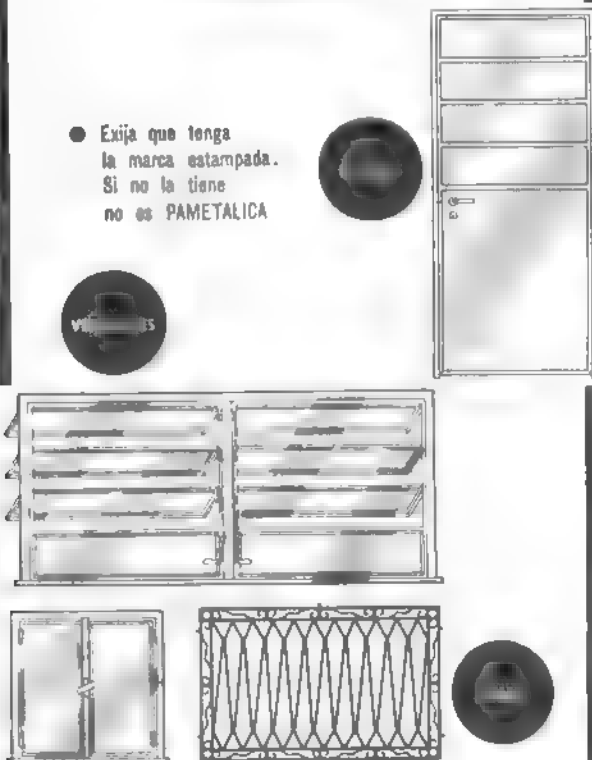 Exija que tenga
la marca estampada.
Si no la tiene
no es PAMETALICA